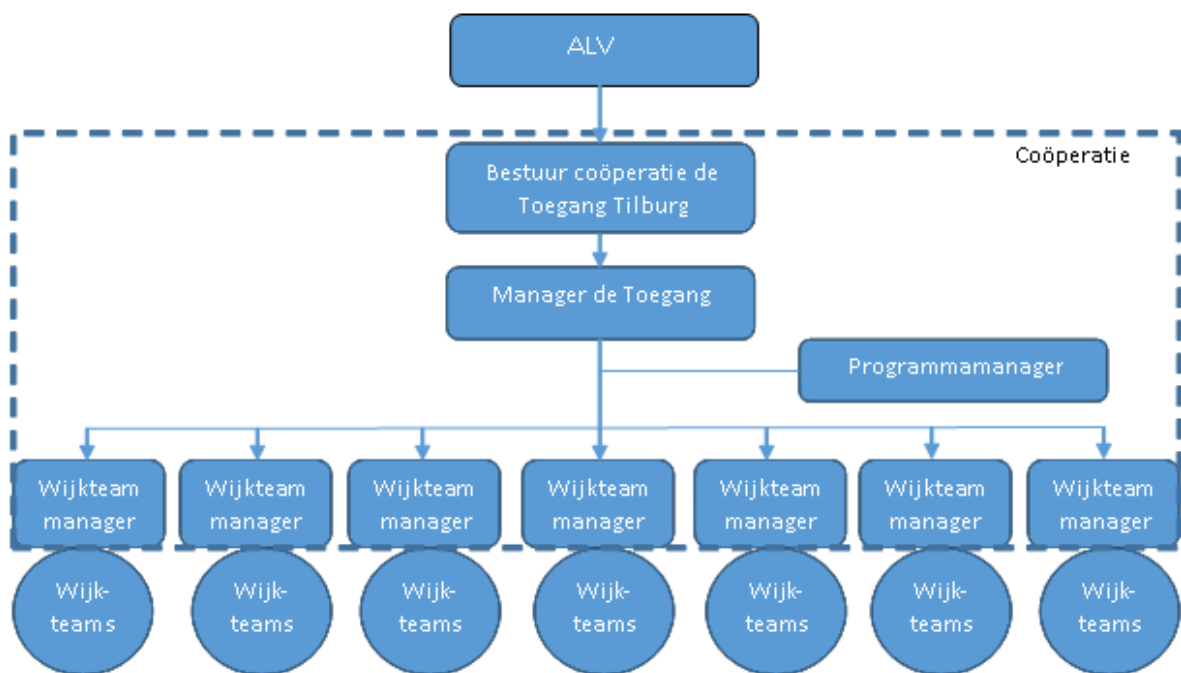 ALV
Coöperatie
Bestuur coöperatie de
Toegang Tilburg
Manager de Toegang
Programmamanager
Wijkteam
manager
Wijkteam
manager
Wijkteam
manager
Wijkteam
manager
Wijkteam
manager
Wijkteam
manager
Wijkteam
manager
Wijk-
teams
Wijk-
teams
Wijk-
teams
Wijk-
teams
Wijk-
teams
Wijk-
teams
Wijk-
teams